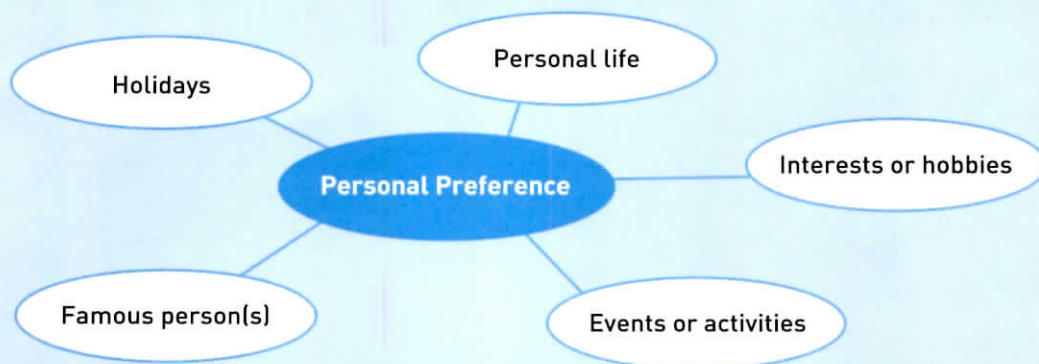 Personal life
Holidays
Interests or hobbies
Personal Preference
Famous person(s)
Events or activities